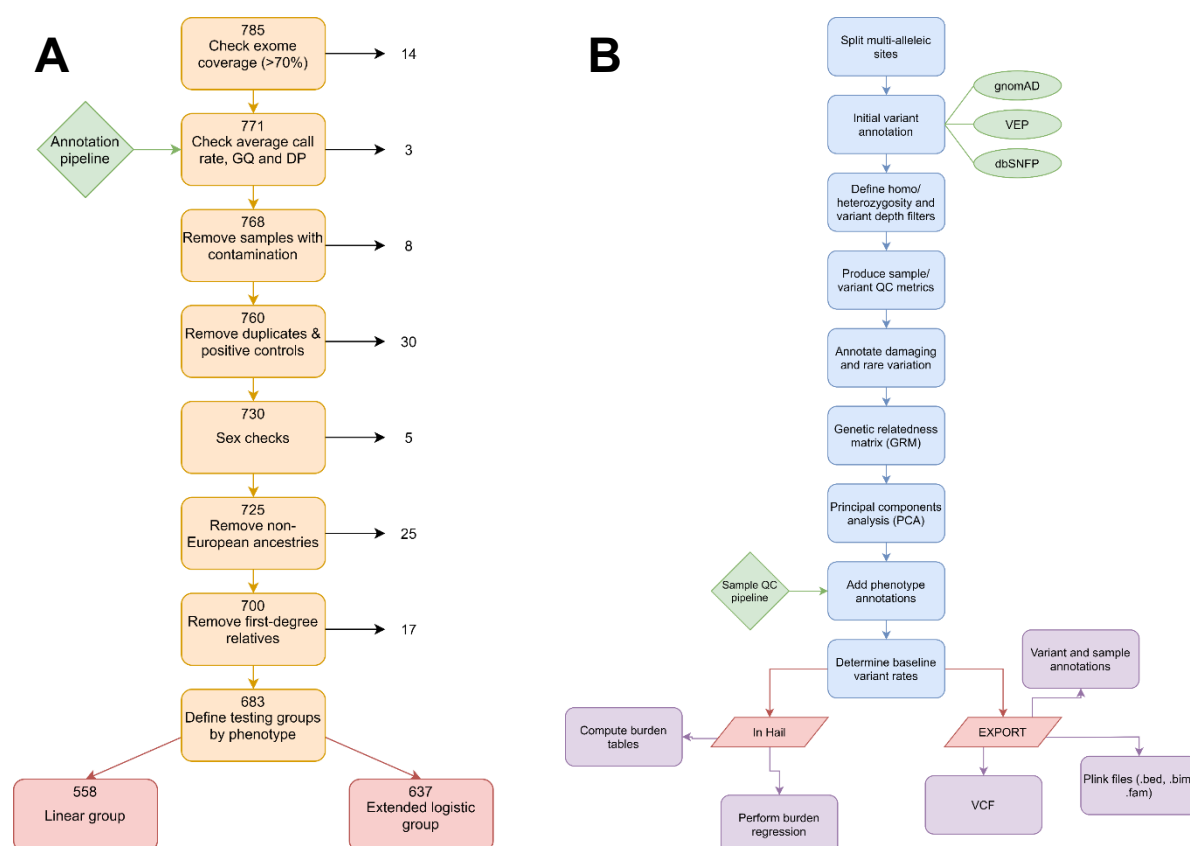 A
785
Check exome
coverage (>70%)
14
Annotation
pipeline
771
Check average call
rate, GQ and DP
3
768
Remove samples with
contamination
8
760
Remove duplicates &
positive controls
30
730
Sex checks
5
725
Remove non-
European ancestries
25
700
Remove first-degree
relatives
17
683
Define testing groups
by phenotype
558
Linear group
637
Extended logistic
group
B
Split multi-alleleic
sites
Initial variant
annotation
gnomAD
VEP
dbSNFP
Define homo/
heterozygosity and
variant depth filters
Produce sample/
variant QC metrics
Annotate damaging
and rare variation
Genetic relatedness
matrix (GRM)
Principal components
analysis (PCA)
Sample QC
pipeline
Add phenotype
annotations
Determine baseline
variant rates
Variant and sample
annotations
Compute burden
tables
In Hail
EXPORT
Plink files (.bed, .bim
.fam)
VCF
Perform burden
regression